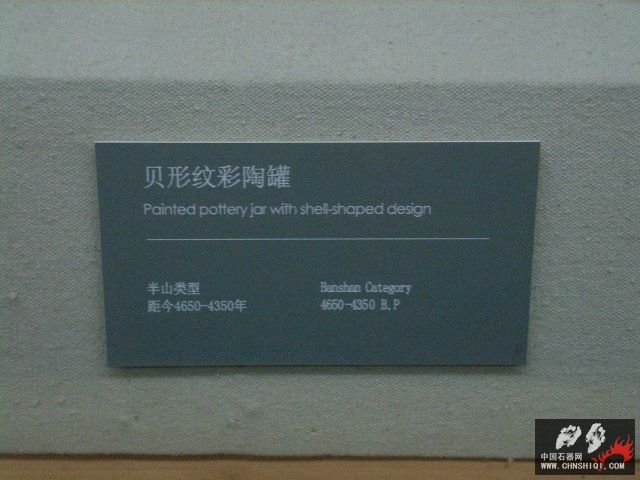 贝形纹彩陶罐
Painted pottery jar with shell-shaped design
半山类型
距今4650-4350年
Banshan Category
4650-4350 B.P
中国石器网
WWW.CHNSHIQI.COM